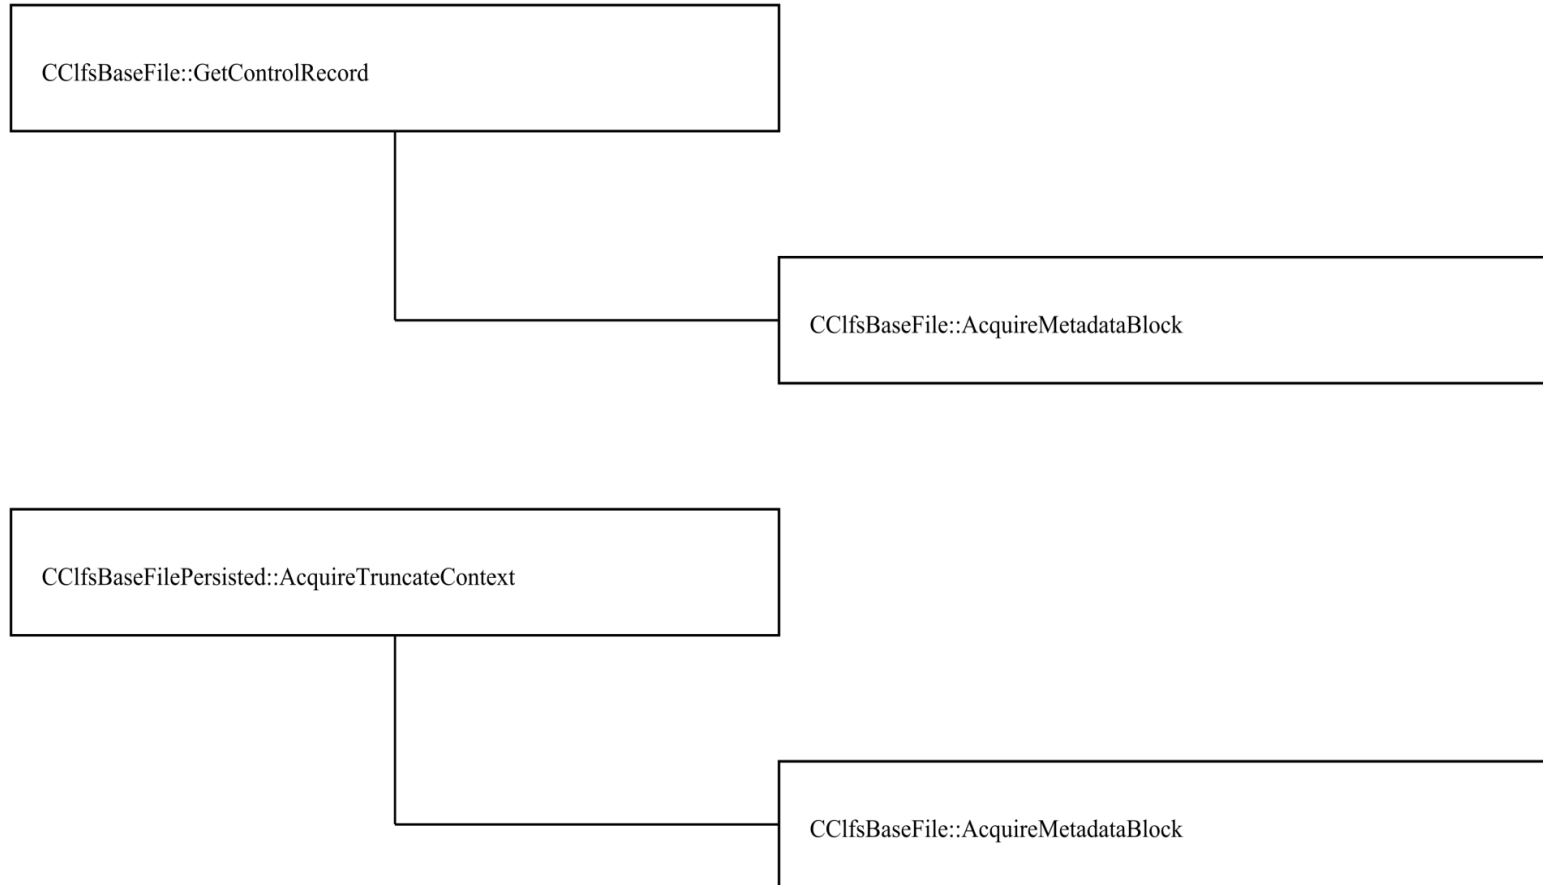 CClfsBaseFile::GetControlRecord
CClfsBaseFile::AcquireMetadataBlock
CClfsBaseFilePersisted::AcquireTruncateContext
CClfsBaseFile::AcquireMetadataBlock